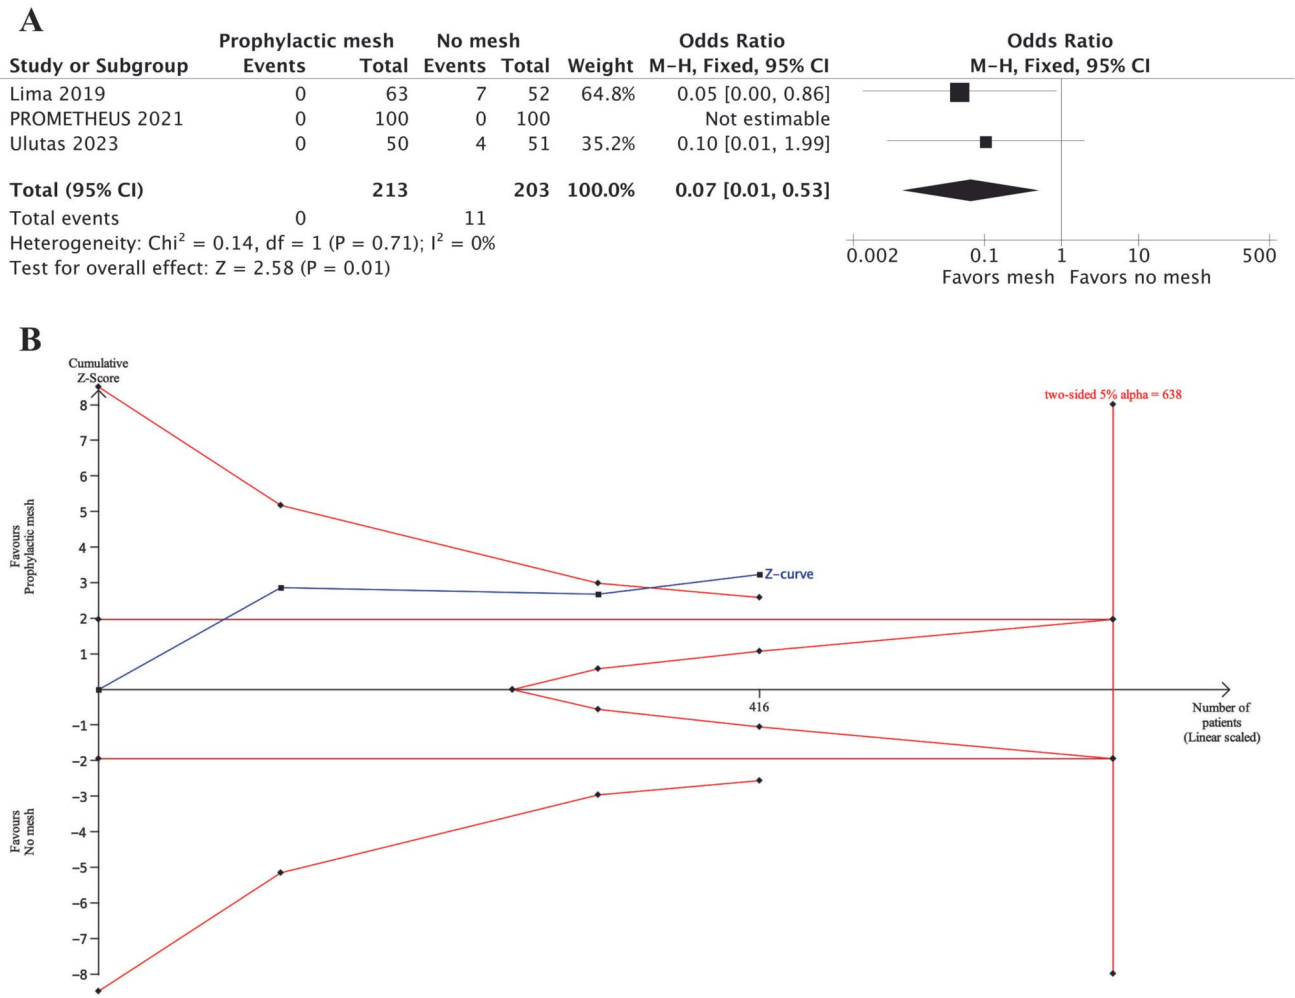 A
Prophylactic mesh No mesh Odds Ratio Odds Ratio
Study or Subgroup Events Total Events Total Weight M-H, Fixed, 95% CI M-H, Fixed, 95% CI
Lima 2019 0 63 7 52 64.8% 0.05 [0.00, 0.86]
PROMETHEUS 2021 0 100 0 100 Not estimable
Ulutas 2023 0 50 4 51 35.2% 0.10 [0.01, 1.99]
Total (95% CI) 213 203 100.0% 0.07 [0.01, 0.53]
Total events 0 11
Heterogeneity: Chi² = 0.14, df = 1 (P = 0.71); I² = 0%
Test for overall effect: Z = 2.58 (P = 0.01)
0.002 0.1 1 10 500
Favors mesh Favors no mesh
B
Cumulative
Z-Score
two-sided 5% alpha = 638
8
7
6
5
4
3
2
1
-1
-2
-3
-4
-5
-6
-7
-8
Favours
Prophylactic mesh
Favours
No mesh
Z-curve
416
Number of
patients
(Linear scaled)